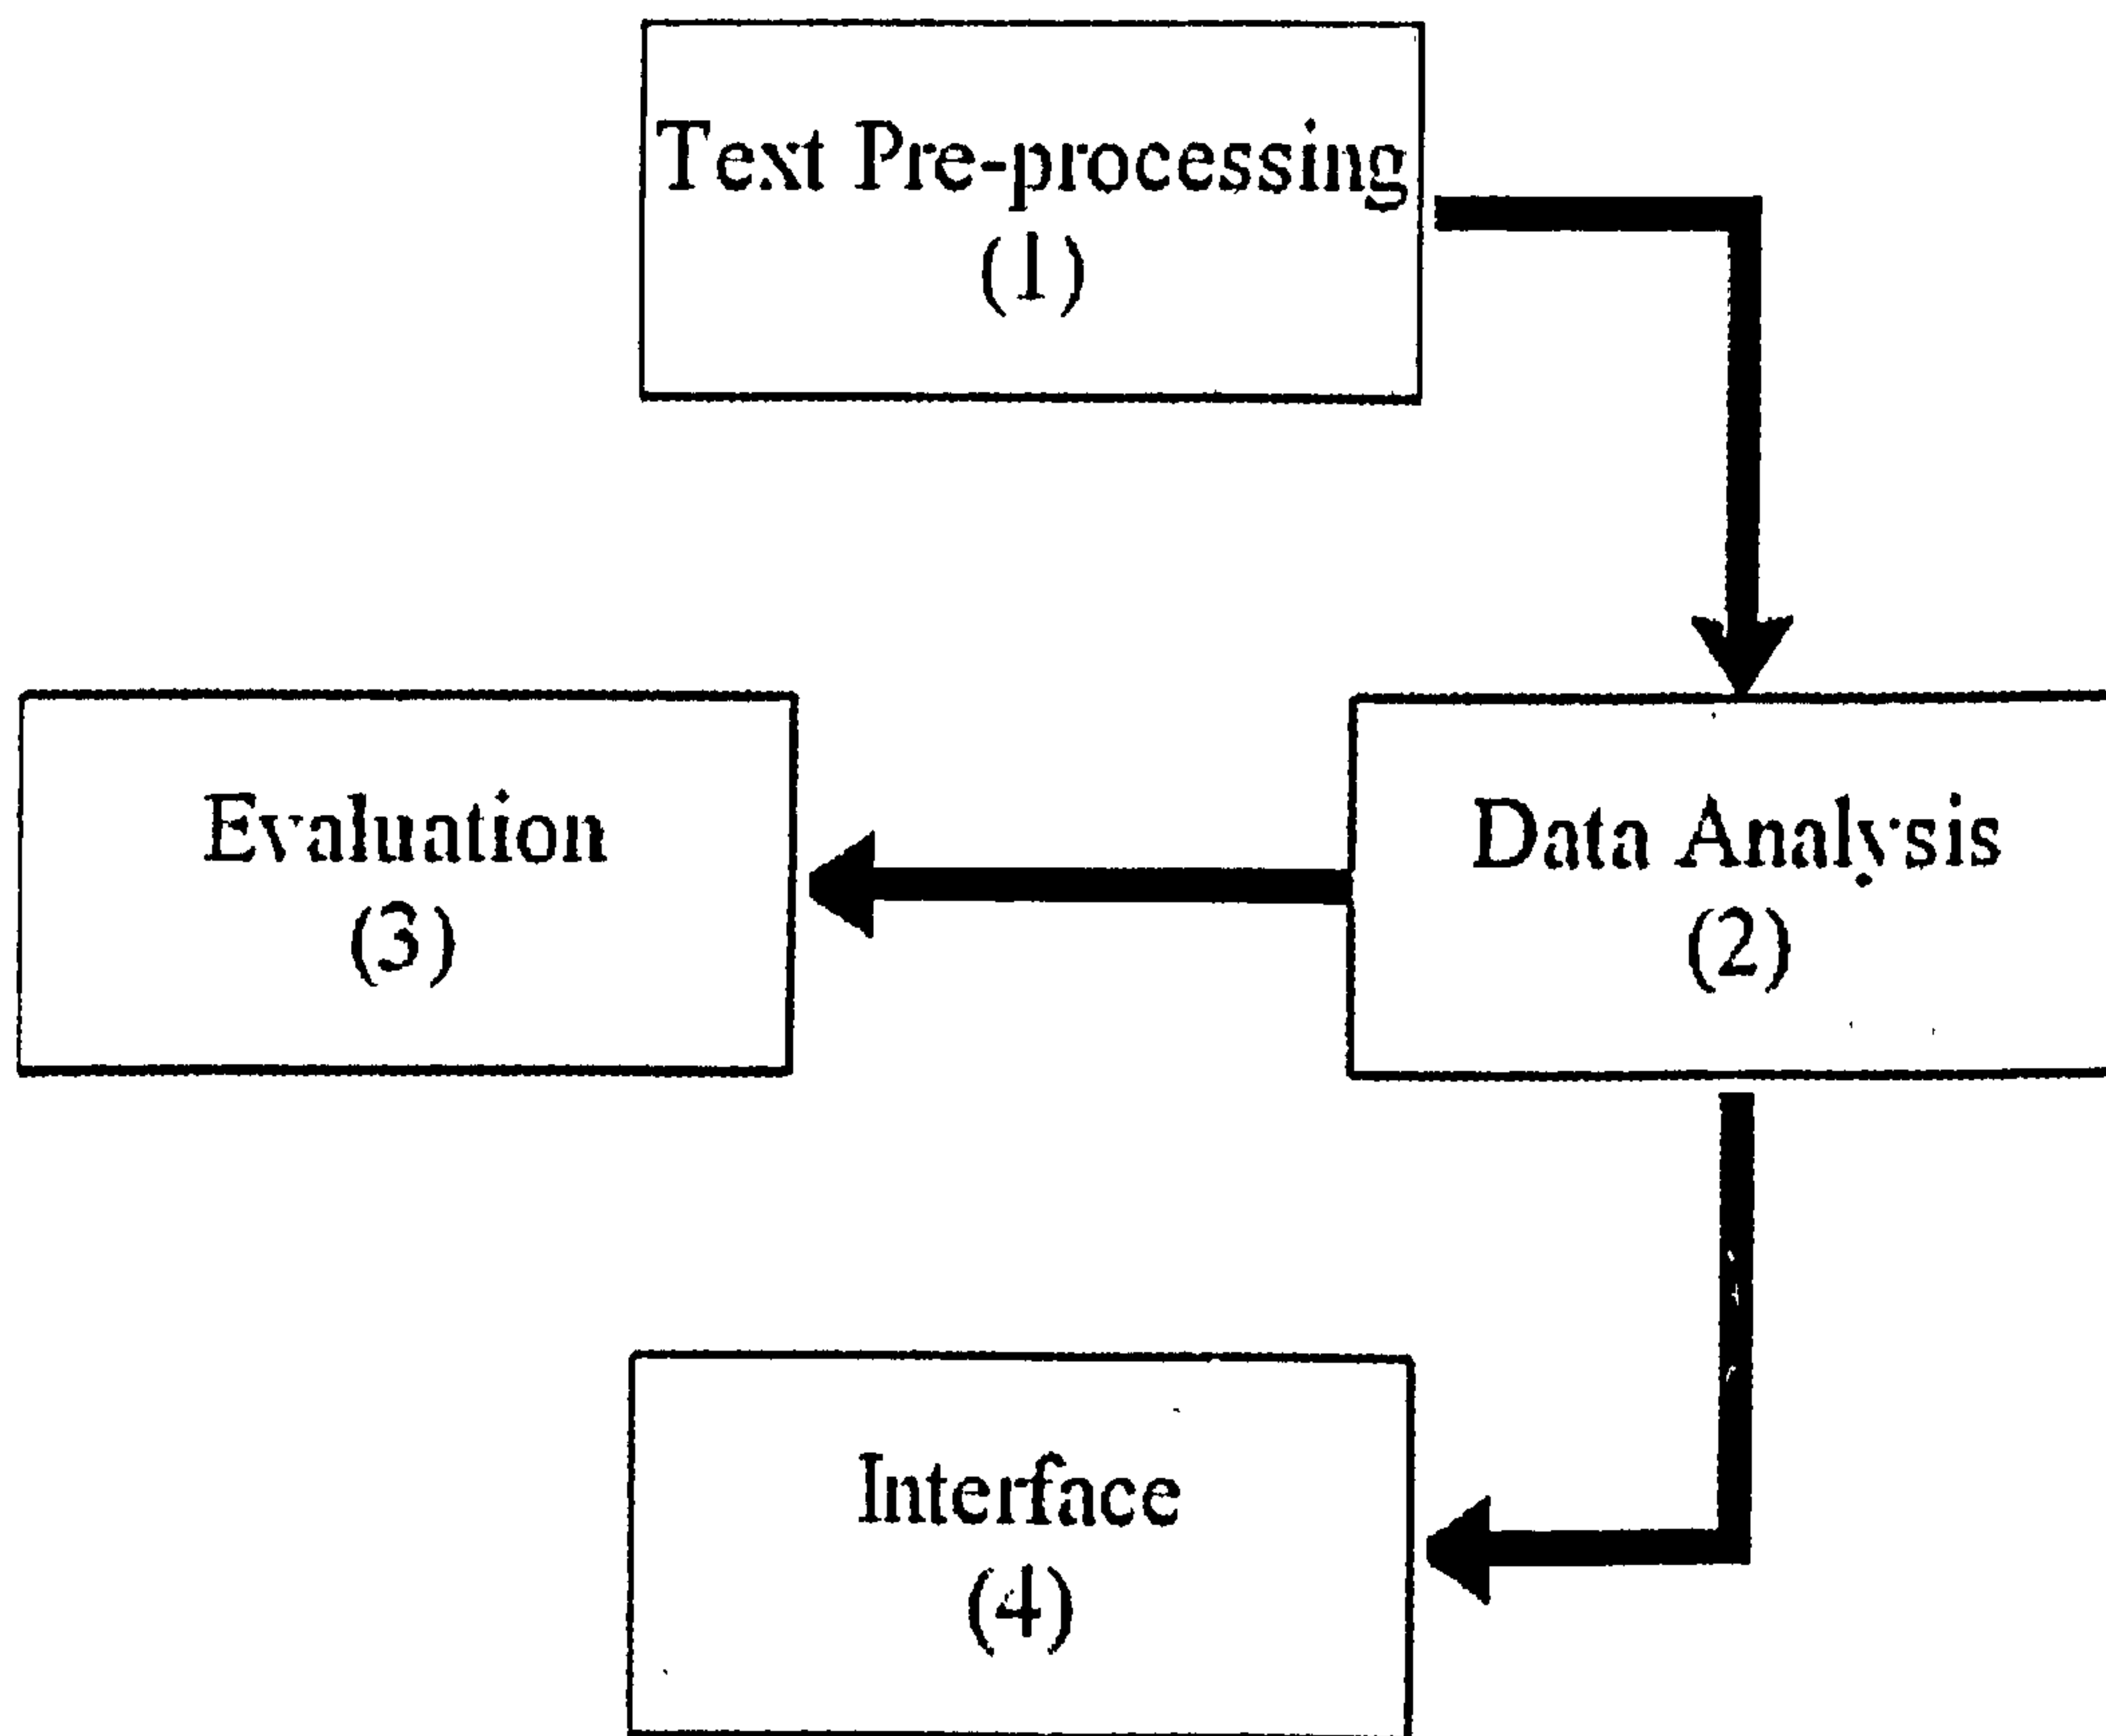 Text Pre-processing
(1)
Evaluation
(3)
Data Analysis
(2)
Interface
(4)